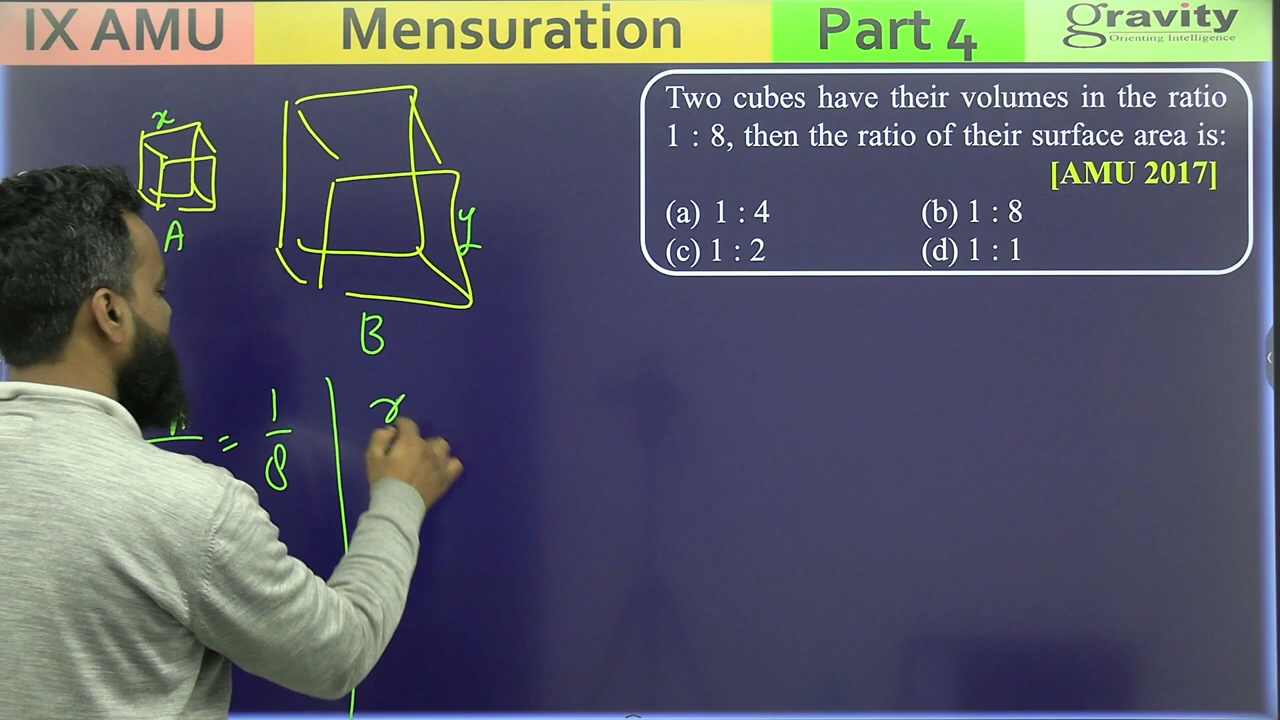 IX AMU
Mensuration
Part 4
gravity
Orienting Intelligence
Two cubes have their volumes in the ratio
1 : 8, then the ratio of their surface area is:
[AMU 2017]
(a) 1 : 4
(b) 1 : 8
(c) 1 : 2
(d) 1 : 1
x
A
y
B
= 1/8